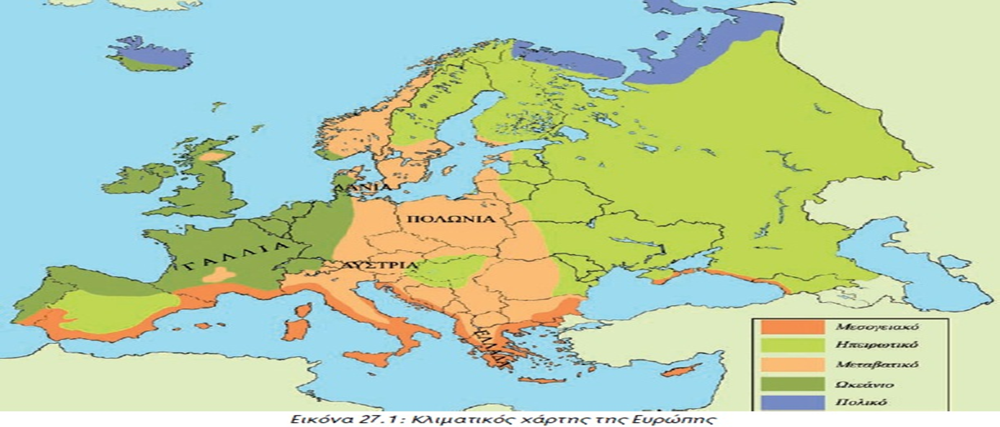 ΔΑΝΙΑ
ΠΟΛΩΝΙΑ
ΓΑΛΛΙΑ
ΑΥΣΤΡΙΑ
ΕΛΛΑΔΑ
Μεσογειακό
Ηπειρωτικό
Μεταβατικό
Ωκεάνιο
Πολικό
Εικόνα 27.1: Κλιματικός χάρτης της Ευρώπης